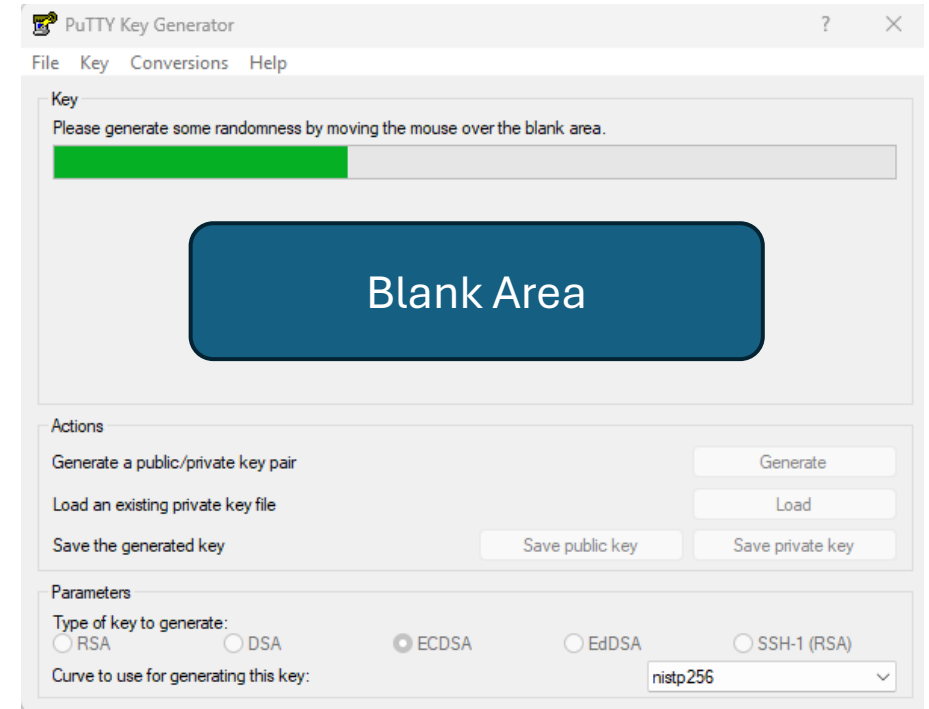 PuTTY Key Generator ?
File Key Conversions Help
Key
Please generate some randomness by moving the mouse over the blank area.
Blank Area
Actions
Generate a public/private key pair Generate
Load an existing private key file Load
Save the generated key Save public key Save private key
Parameters
Type of key to generate:
RSA DSA ECDSA EdDSA SSH-1 (RSA)
Curve to use for generating this key: nistp256